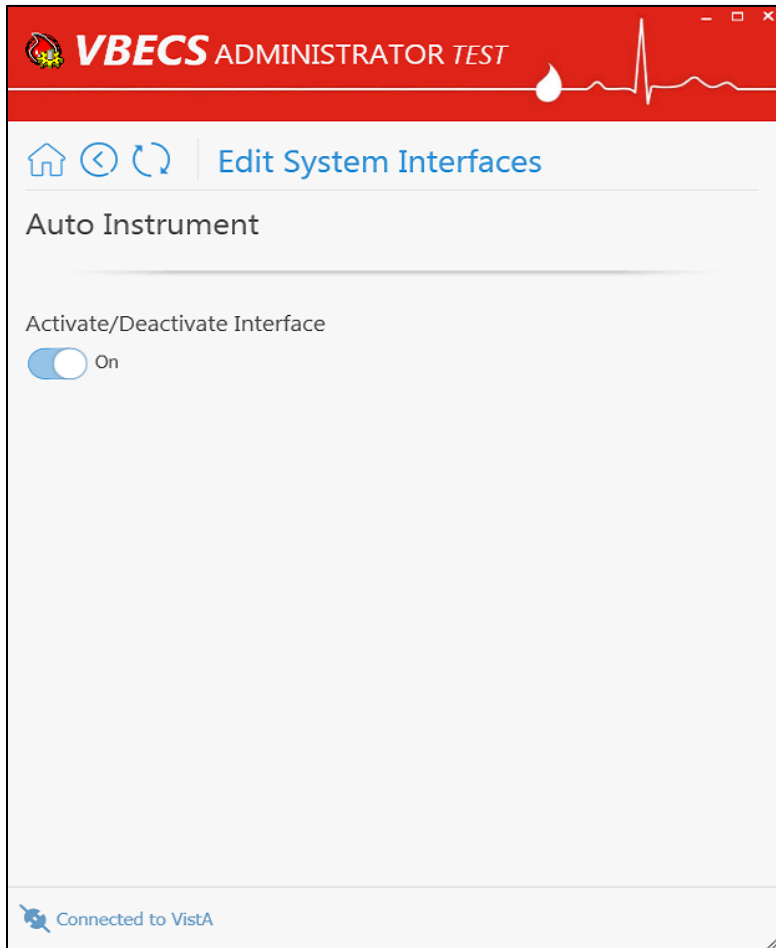 VBECS ADMINISTRATOR TEST
Edit System Interfaces
Auto Instrument
Activate/Deactivate Interface
On
Connected to VistA